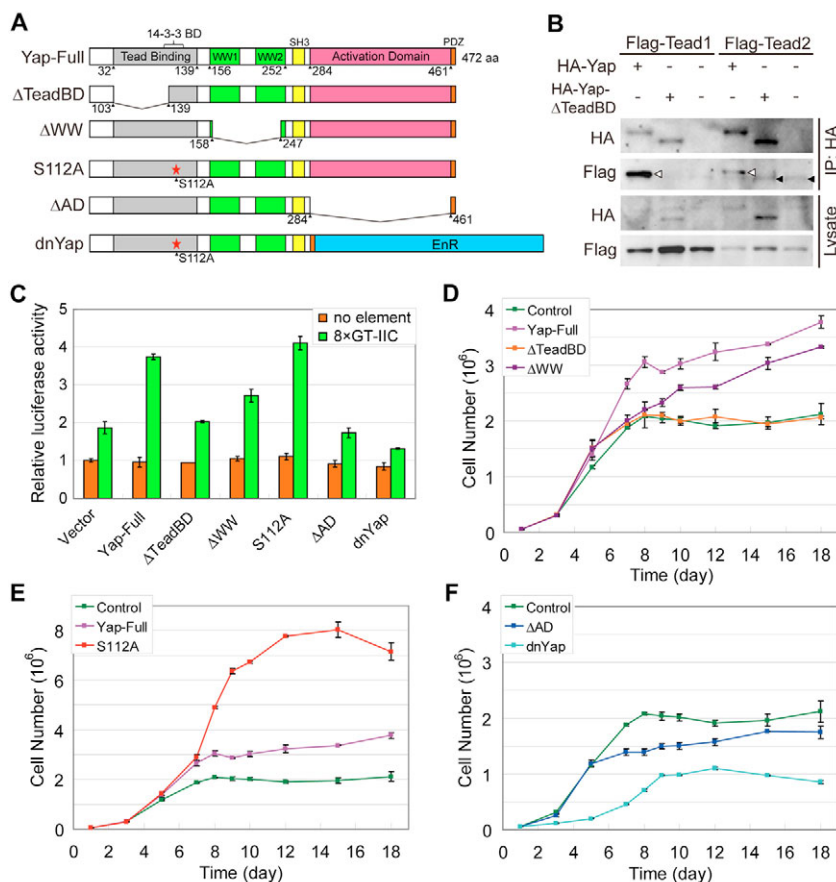 A
14-3-3 BD
SH3
PDZ
Yap-Full
Tead Binding
WW1
WW2
Activation Domain
472 aa
32
139
156
252
284
461
ΔTeadBD
103
139
ΔWW
158
247
S112A
S112A
ΔAD
284
461
dnYap
EnR
S112A
B
Flag-Tead1 Flag-Tead2
HA-Yap + - - + - -
HA-Yap-ΔTeadBD - + - - + -
HA
Flag
IP: HA
HA
Flag
Lysate
C
no element
8×GT-IIC
Relative luciferase activity
5
4
3
2
1
0
Vector
Yap-Full
ΔTeadBD
ΔWW
S112A
ΔAD
dnYap
D
Control
Yap-Full
ΔTeadBD
ΔWW
Cell Number (10⁶)
4
3
2
1
0
0 2 4 6 8 10 12 14 16 18
Time (day)
E
Control
Yap-Full
S112A
Cell Number (10⁶)
8
6
4
2
0
0 2 4 6 8 10 12 14 16 18
Time (day)
F
Control
ΔAD
dnYap
Cell Number (10⁶)
4
3
2
1
0
0 2 4 6 8 10 12 14 16 18
Time (day)